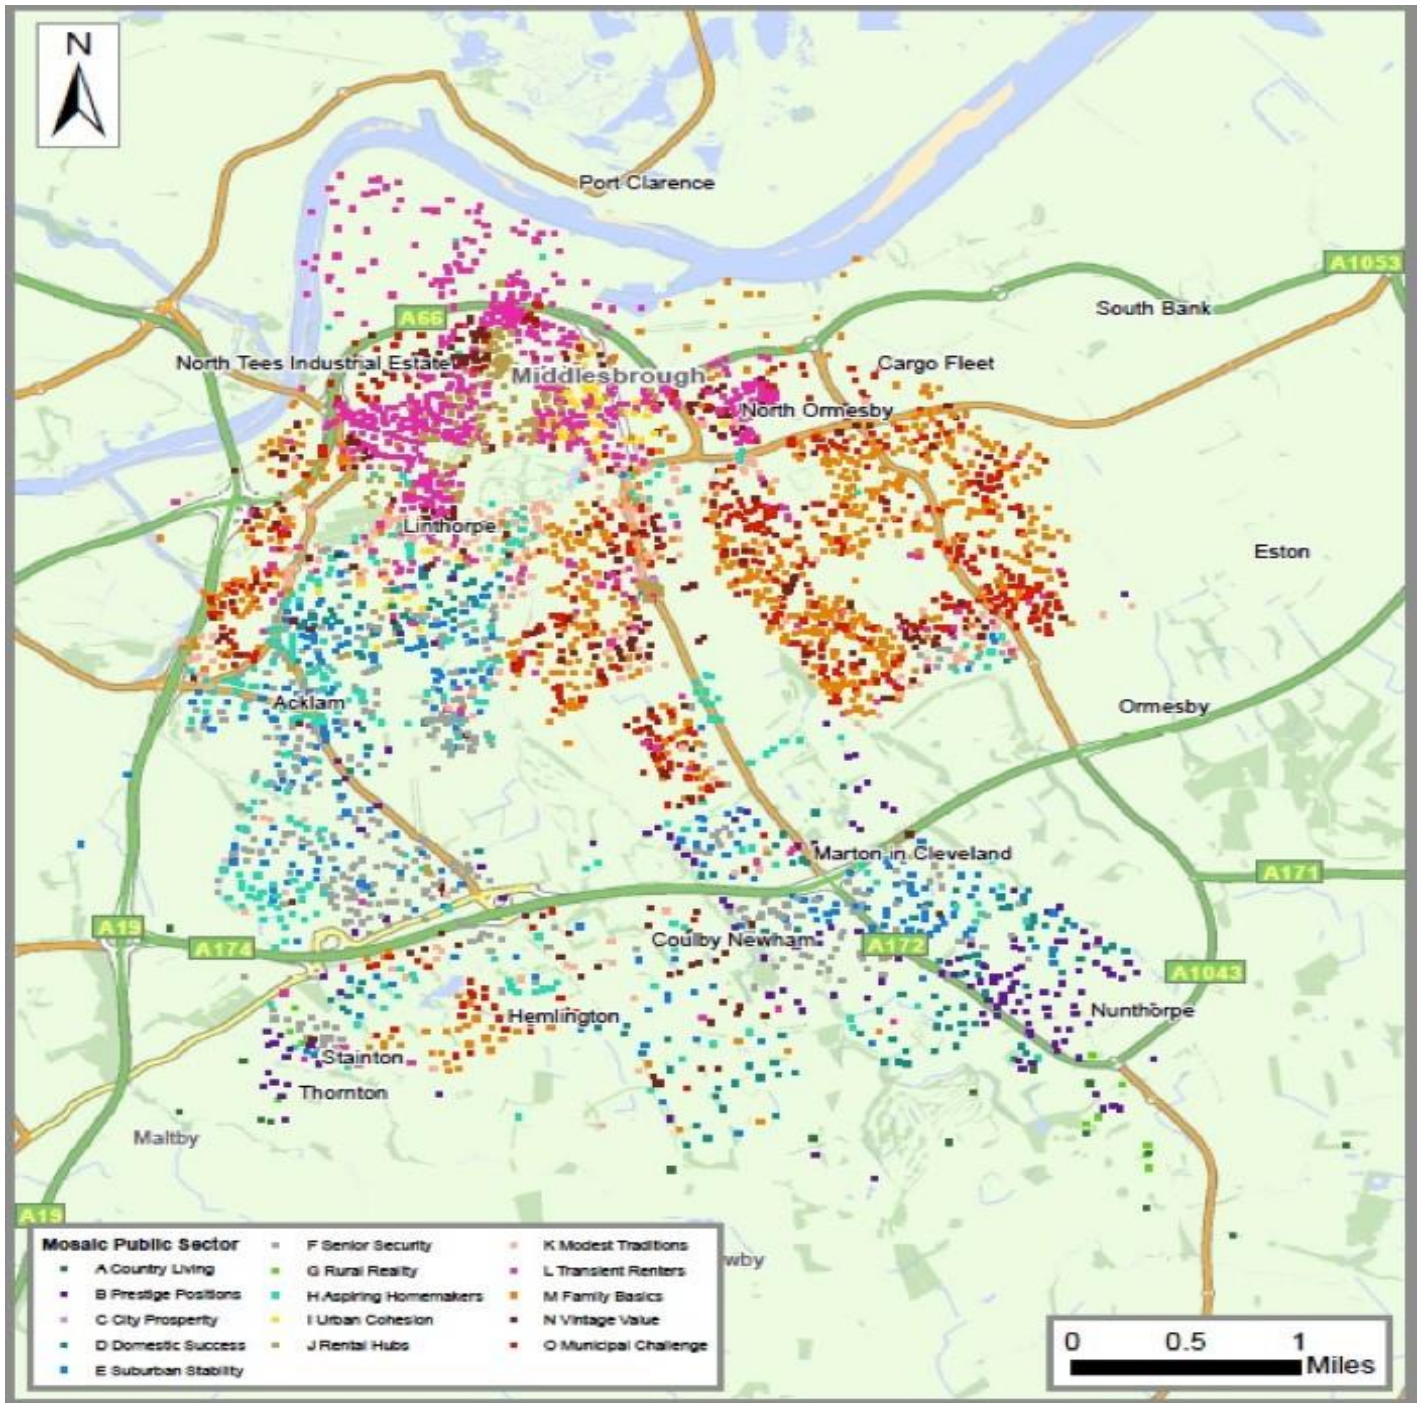 N
Port Clarence
A1053
South Bank
A66
North Tees Industrial Estate
Middlesbrough
Cargo Fleet
North Ormesby
Linthorpe
Eston
Acklam
Ormesby
Marton in Cleveland
A171
A19
A174
Coulby Newham
A172
A1043
Hemlington
Nunthorpe
Stainton
Thornton
Maltby
A19
wby
Mosaic Public Sector
A Country Living
B Prestige Positions
C City Prosperity
D Domestic Success
E Suburban Stability
F Senior Security
G Rural Reality
H Aspiring Homemakers
I Urban Cohesion
J Rental Hubs
K Modest Traditions
L Transient Renters
M Family Basics
N Vintage Value
O Municipal Challenge
0 0.5 1
Miles